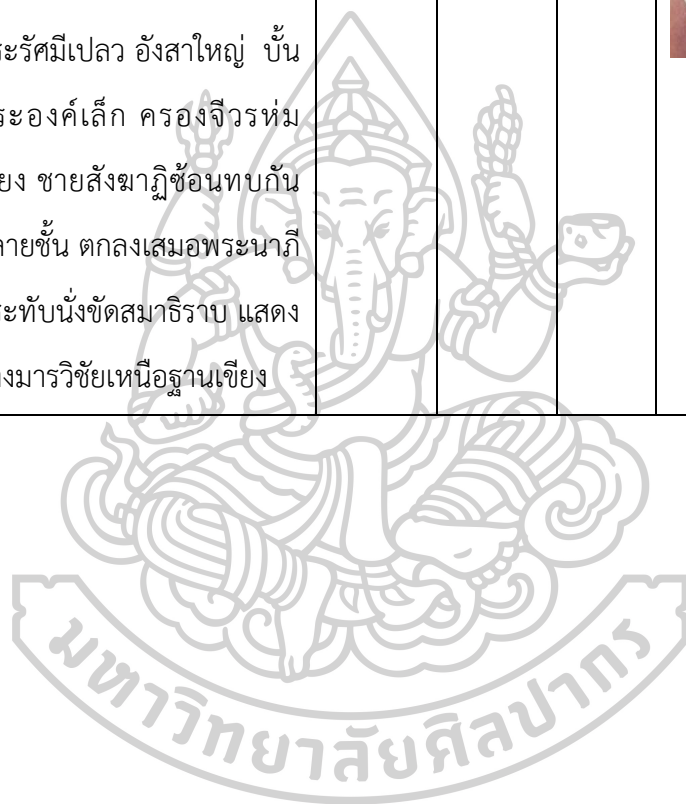 ะรัศมีเปลว อังสาใหญ่ บั้น
ะองค์เล็ก ครองจีวรห่ม
ยง ชายสังฆาฏิซ้อนทบกัน
ลายชั้น ตกลงเสมอพระนาภี
ะทับนั่งขัดสมาธิราบ แสดง
งมารวิชัยเหนือฐานเขียง
มหาวิทยาลัยศิลปากร